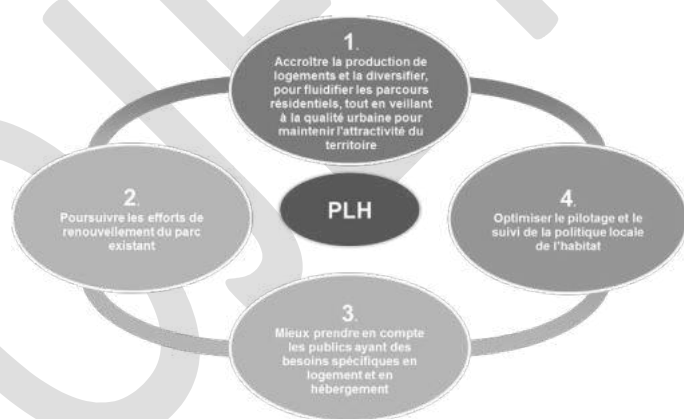 1.
Accroître la production de
logements et la diversifier,
pour fluidifier les parcours
résidentiels, tout en veillant
à la qualité urbaine pour
maintenir l'attractivité du
territoire
2.
Poursuivre les efforts de
renouvellement du parc
existant
PLH
4.
Optimiser le pilotage et le
suivi de la politique locale
de l'habitat
3.
Mieux prendre en compte
les publics ayant des
besoins spécifiques en
logement et en
hébergement